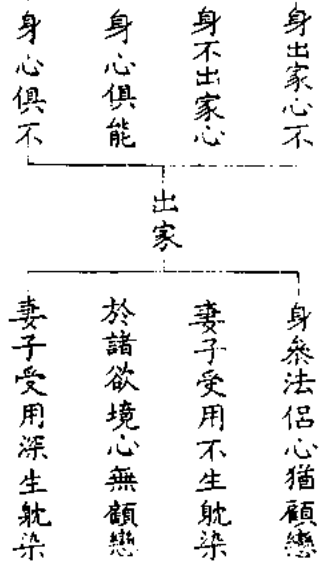 身出家心不
身不出家心
身心俱能
身心俱不
出家
身叅法侶心猶顧戀
妻子受用不生躭染
於諸欲境心無顧戀
妻子受用深生躭染